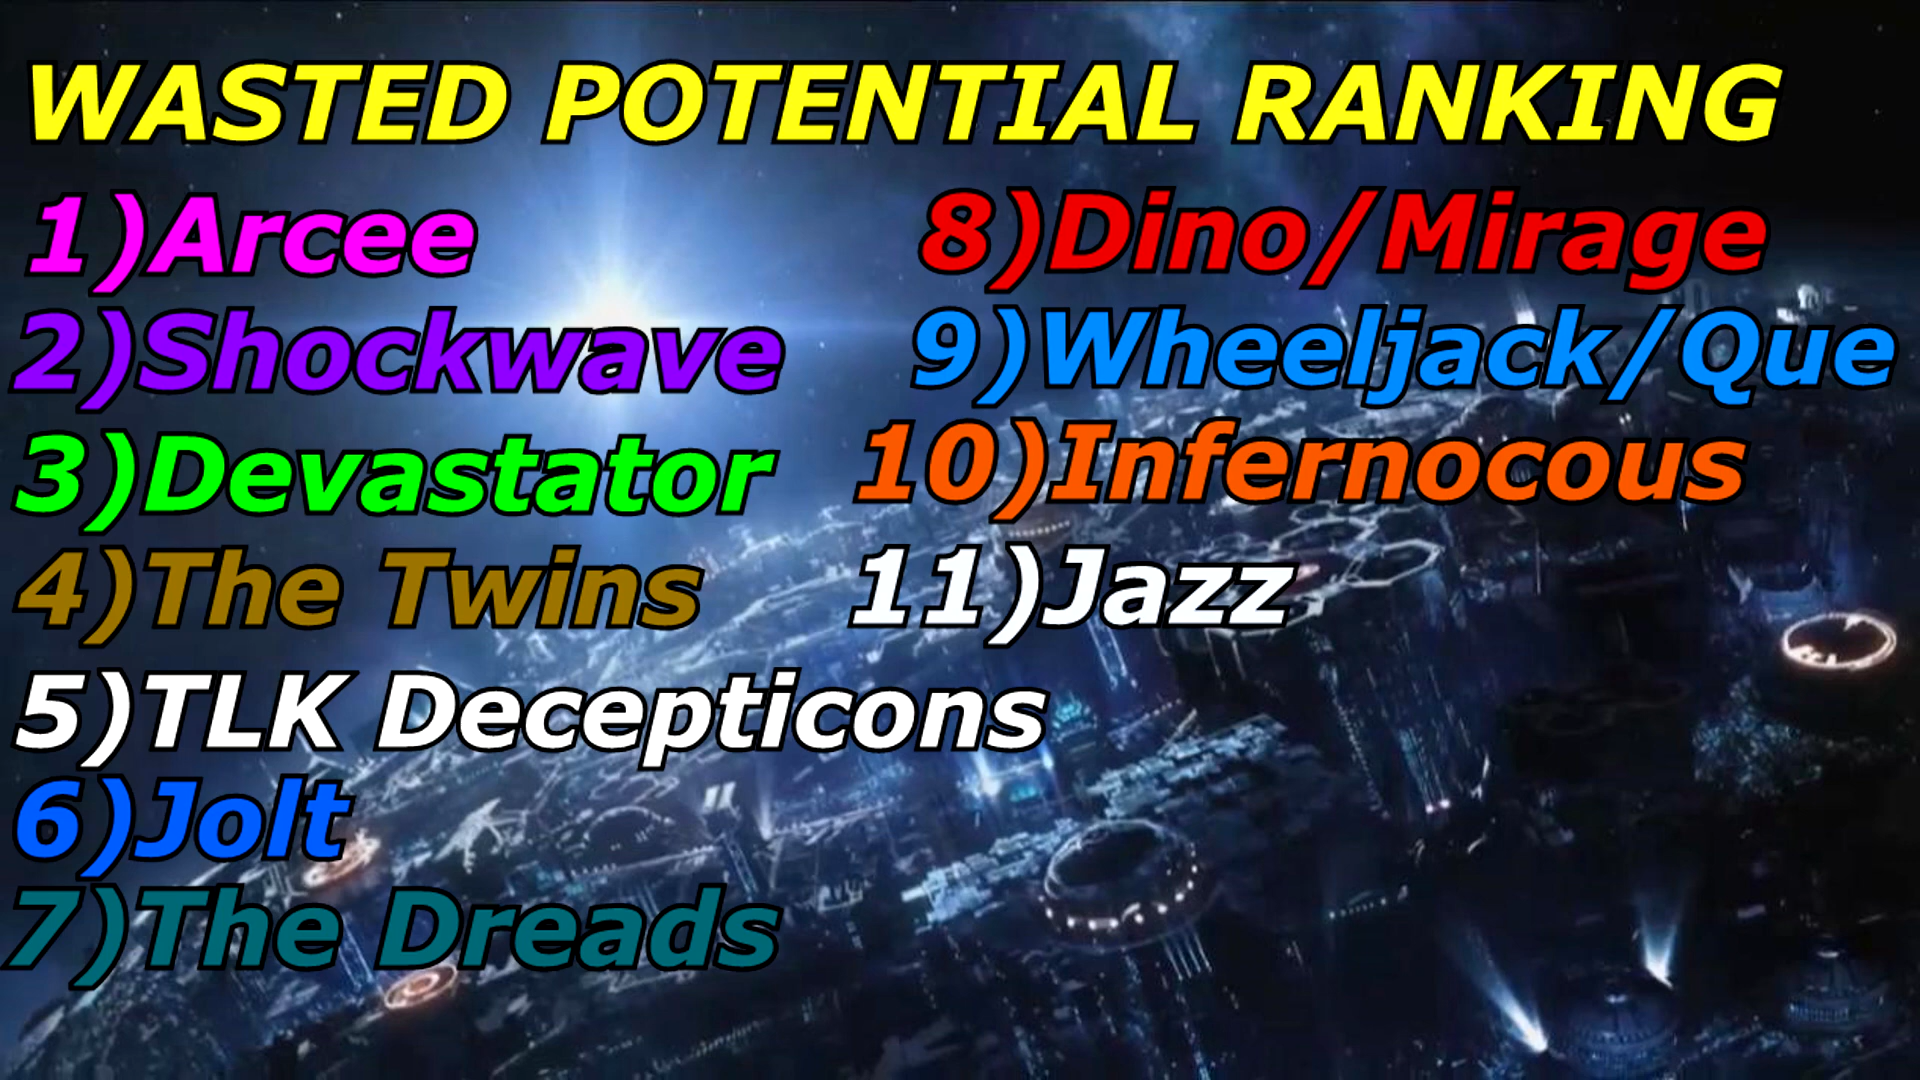 WASTED POTENTIAL RANKING
1)Arcee
2)Shockwave
3)Devastator
4)The Twins
5)TLK Decepticons
6)Jolt
7)The Dreads
8)Dino/Mirage
9)Wheeljack/Que
10)Infernocous
11)Jazz